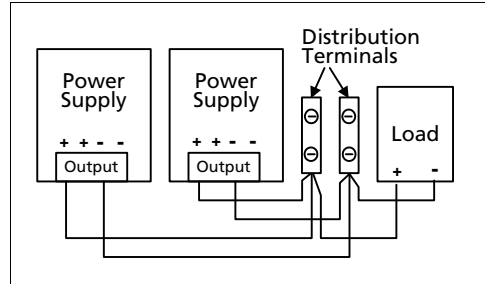 Distribution
Terminals
Power
Supply
+ + - -
Output
Power
Supply
+ + - -
Output
Load
+ -